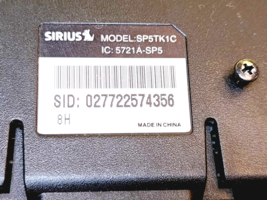 SIRIUS
MODEL:SP5TK1C
IC: 5721A-SP5
SID: 027722574356
8H
MADE IN CHINA